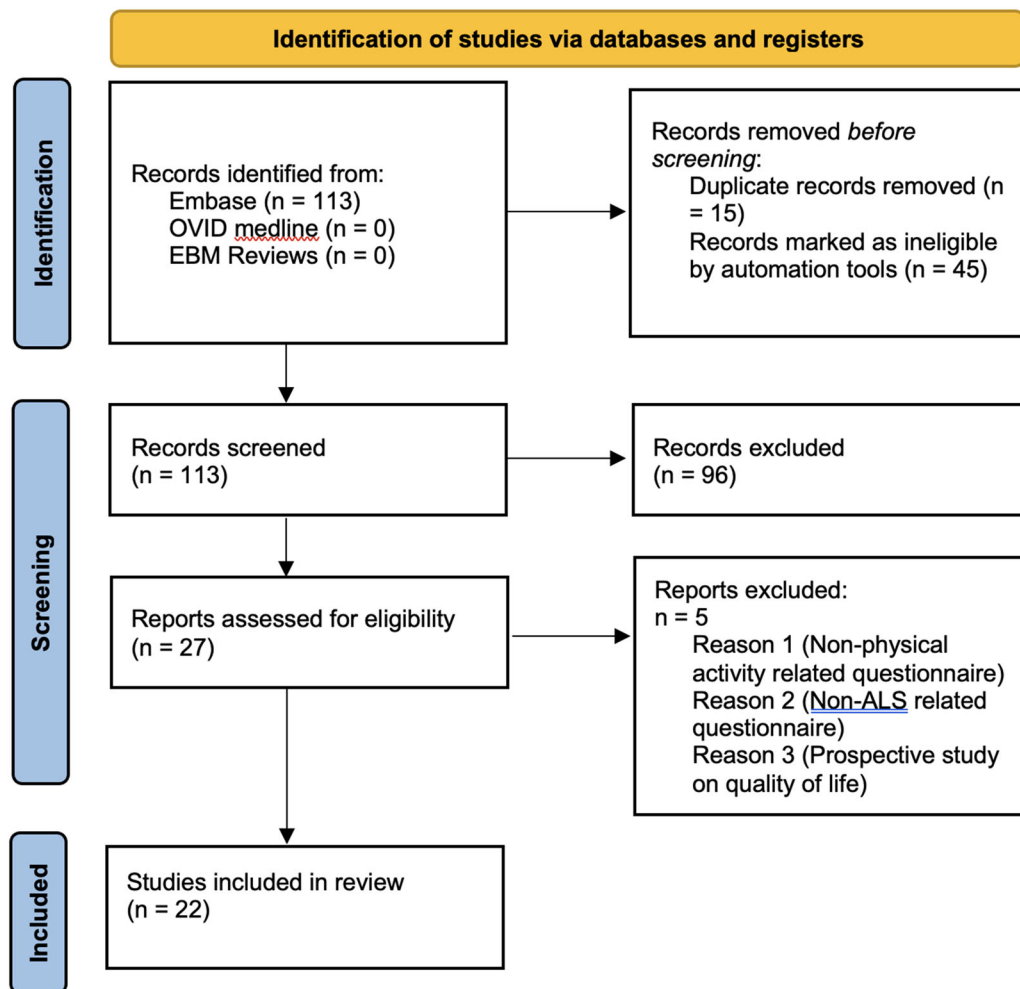 Identification of studies via databases and registers
Identification
Records identified from:
Embase (n = 113)
OVID medline (n = 0)
EBM Reviews (n = 0)
Records removed before
screening:
Duplicate records removed (n
= 15)
Records marked as ineligible
by automation tools (n = 45)
Screening
Records screened
(n = 113)
Records excluded
(n = 96)
Reports assessed for eligibility
(n = 27)
Reports excluded:
n = 5
Reason 1 (Non-physical
activity related questionnaire)
Reason 2 (Non-ALS related
questionnaire)
Reason 3 (Prospective study
on quality of life)
Included
Studies included in review
(n = 22)